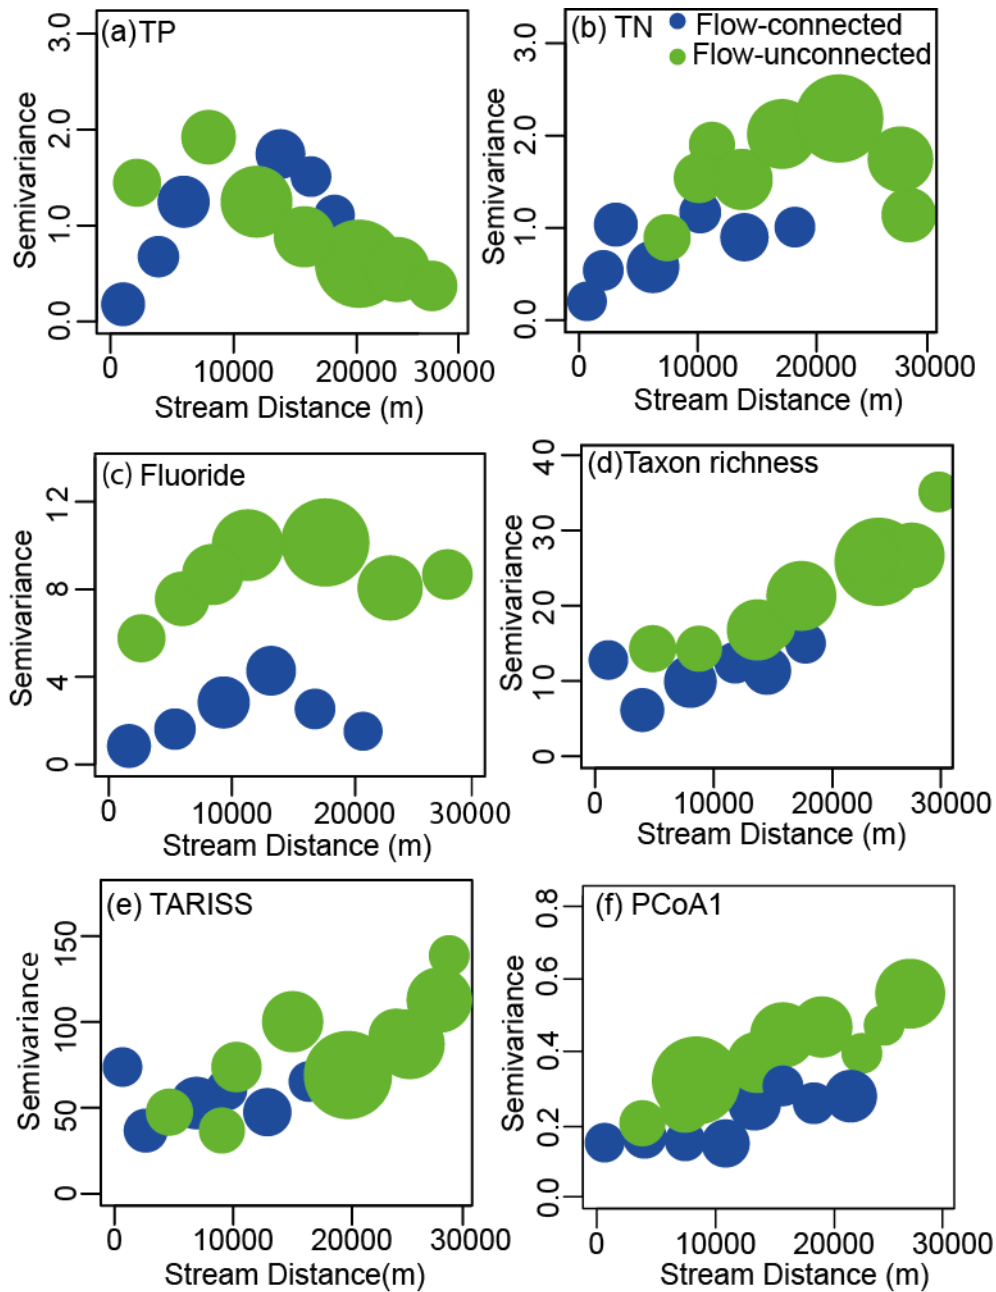 (a)TP
3.0
2.0
1.0
0.0
Semivariance
0 10000 20000 30000
Stream Distance (m)
(b) TN
Flow-connected
Flow-unconnected
3.0
2.0
1.0
0.0
Semivariance
0 10000 20000 30000
Stream Distance (m)
(c) Fluoride
12
8
4
0
Semivariance
0 10000 20000 30000
Stream Distance (m)
(d)Taxon richness
40
30
20
10
0
Semivariance
0 10000 20000 30000
Stream Distance (m)
(e) TARISS
150
100
50
0
Semivariance
0 10000 20000 30000
Stream Distance(m)
(f) PCoA1
0.8
0.6
0.4
0.2
0.0
Semivariance
0 10000 20000 30000
Stream Distance (m)